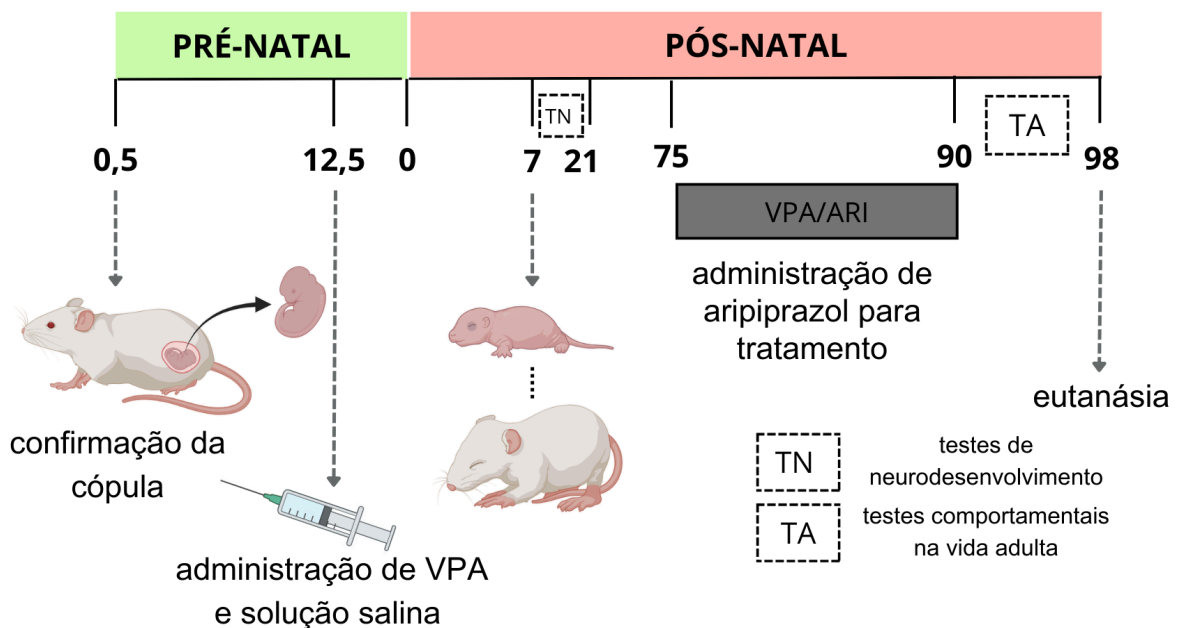 PRÉ-NATAL
PÓS-NATAL
TN
TA
0,5
12,5
0
7
21
75
90
98
VPA/ARI
administração de
aripiprazol para
tratamento
eutanásia
confirmação da
cópula
administração de VPA
e solução salina
TN
testes de
neurodesenvolvimento
TA
testes comportamentais
na vida adulta